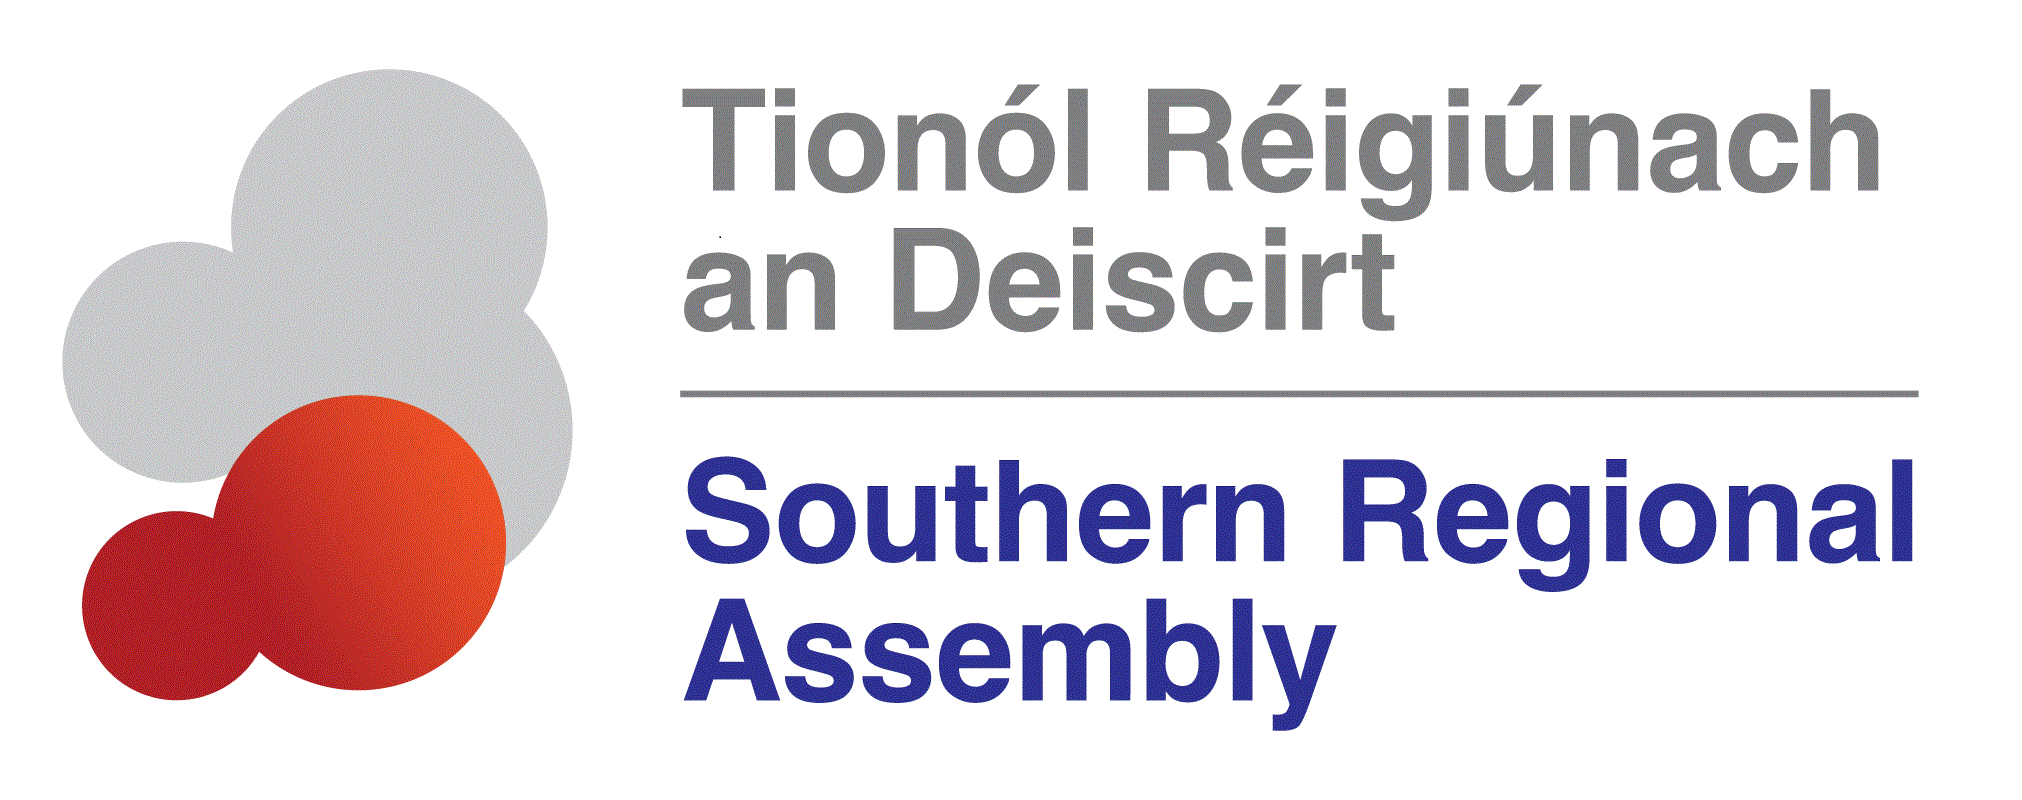 Tionól Réigiúnach
an Deiscirt
Southern Regional
Assembly